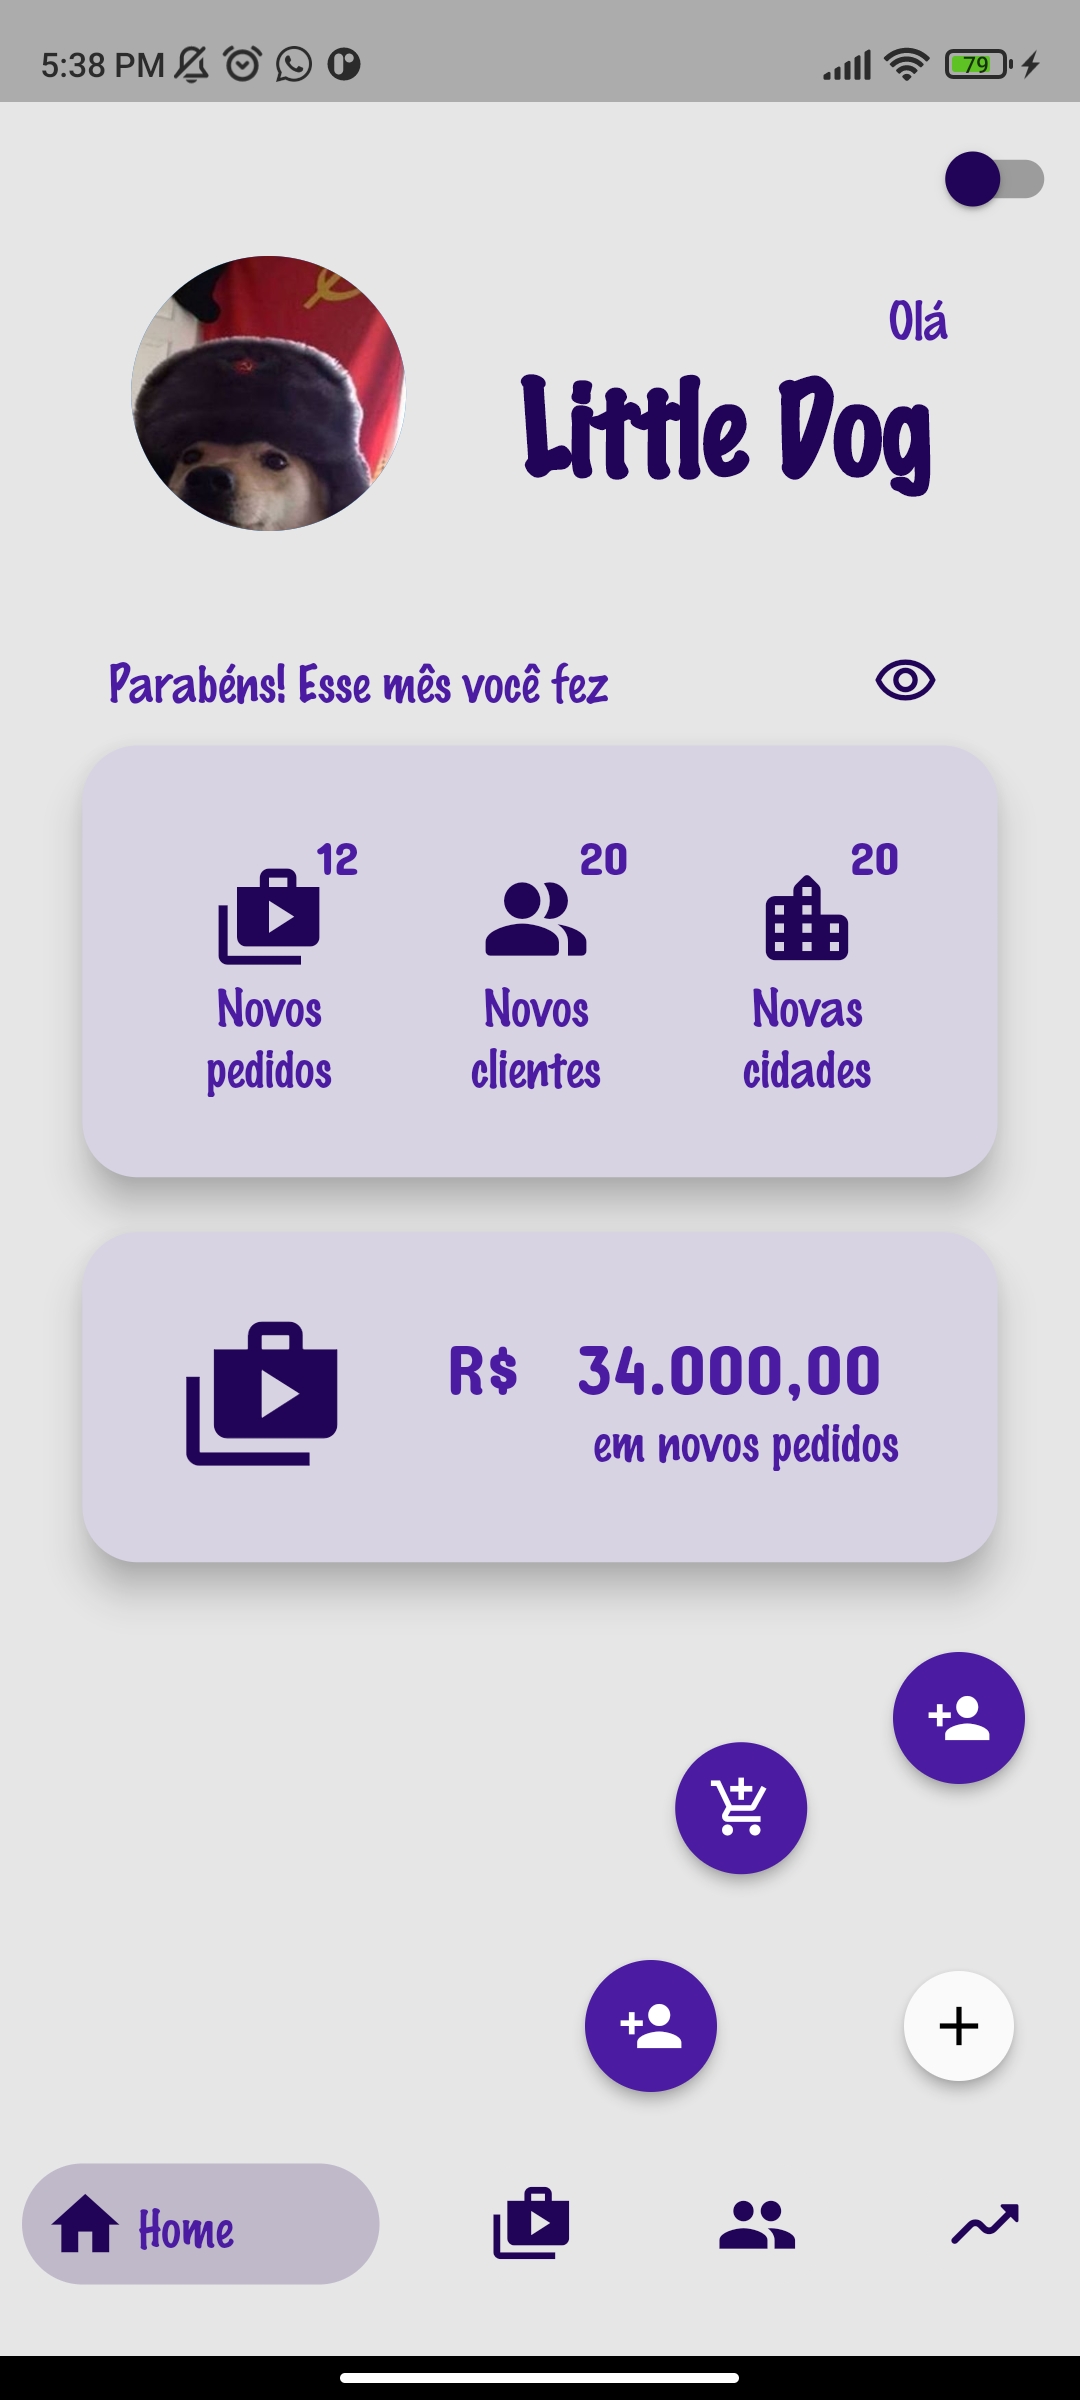 5:38 PM
79
Olá
Little Dog
Parabéns! Esse mês você fez
12
20
20
Novos
pedidos
Novos
clientes
Novas
cidades
R$ 34.000,00
em novos pedidos
Home